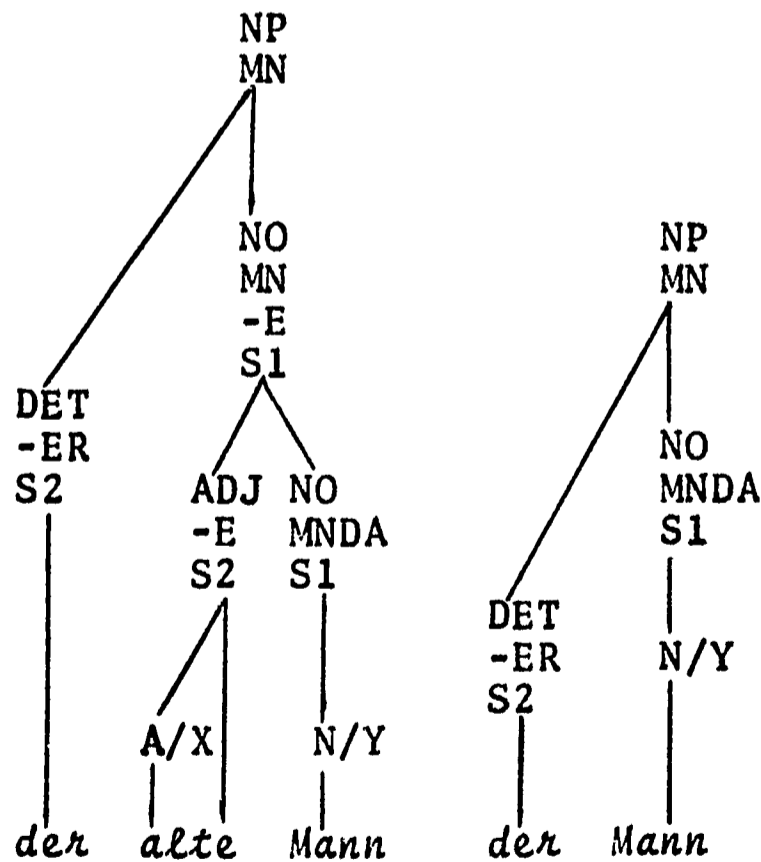 NP
MN
NO
MN
-E
S1
DET
-ER
S2
ADJ NO
-E MNDA
S2 S1
A/X N/Y
der alte Mann
NP
MN
NO
MNDA
S1
DET
-ER
S2
N/Y
der Mann